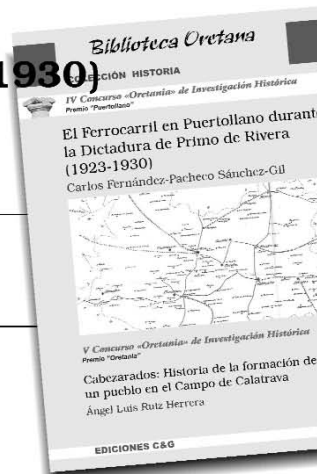 1930)
Biblioteca Oretana
COLECCIÓN HISTORIA
IV Concurso «Oretania» de Investigación Histórica
Premio "Puertollano"
El Ferrocarril en Puertollano durante
la Dictadura de Primo de Rivera
(1923-1930)
Carlos Fernández-Pacheco Sánchez-Gil
V Concurso «Oretania» de Investigación Histórica
Premio "Oretania"
Cabezarados: Historia de la formación de
un pueblo en el Campo de Calatrava
Ángel Luis Ruiz Herrera
EDICIONES C&G